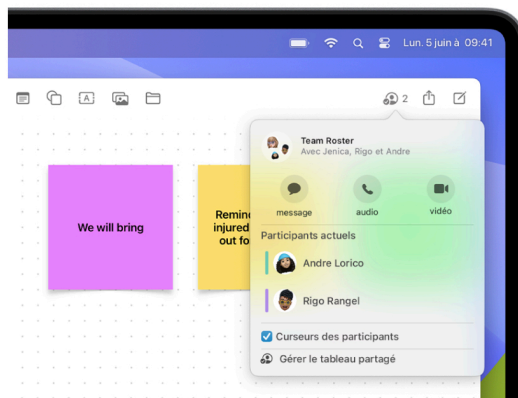 Lun. 5 juin à 09:41
A
2
Team Roster
Avec Jenica, Rigo et Andre
message
audio
vidéo
We will bring
injured
out fo
Participants actuels
Andre Lorico
Rigo Rangel
Curseurs des participants
Gérer le tableau partagé